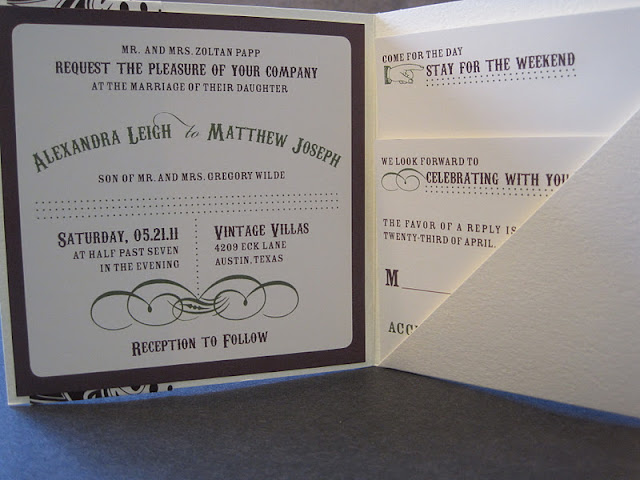 MR. AND MRS. ZOLTAN PAPP
REQUEST THE PLEASURE OF YOUR COMPANY
AT THE MARRIAGE OF THEIR DAUGHTER
ALEXANDRA LEIGH to MATTHEW JOSEPH
SON OF MR. AND MRS. GREGORY WILDE
SATURDAY, 05.21.11
AT HALF PAST SEVEN
IN THE EVENING
VINTAGE VILLAS
4209 ECK LANE
AUSTIN, TEXAS
RECEPTION TO FOLLOW
COME FOR THE DAY
STAY FOR THE WEEKEND
WE LOOK FORWARD TO
CELEBRATING WITH YOU
THE FAVOR OF A REPLY IS
TWENTY-THIRD OF APRIL.
M